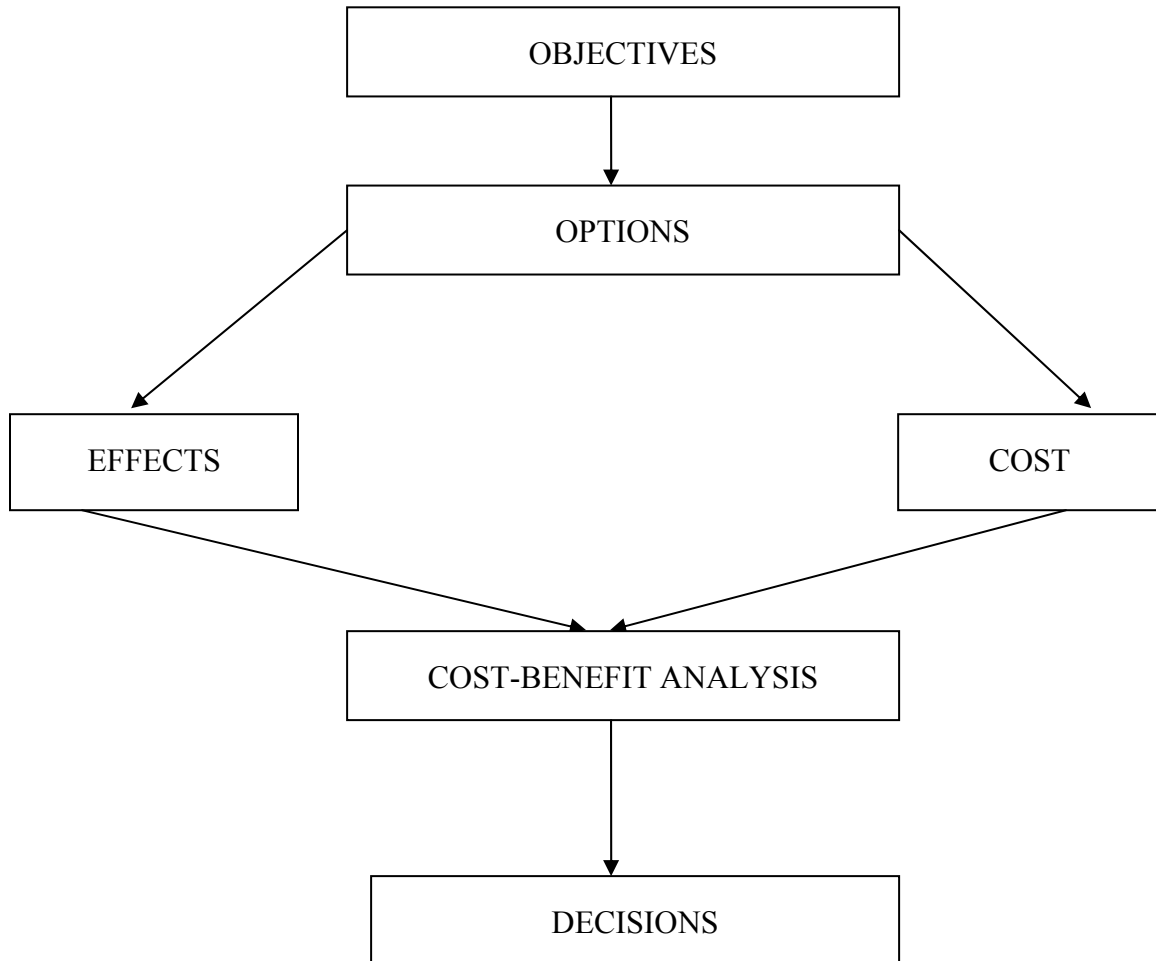 OBJECTIVES
OPTIONS
EFFECTS
COST
COST-BENEFIT ANALYSIS
DECISIONS